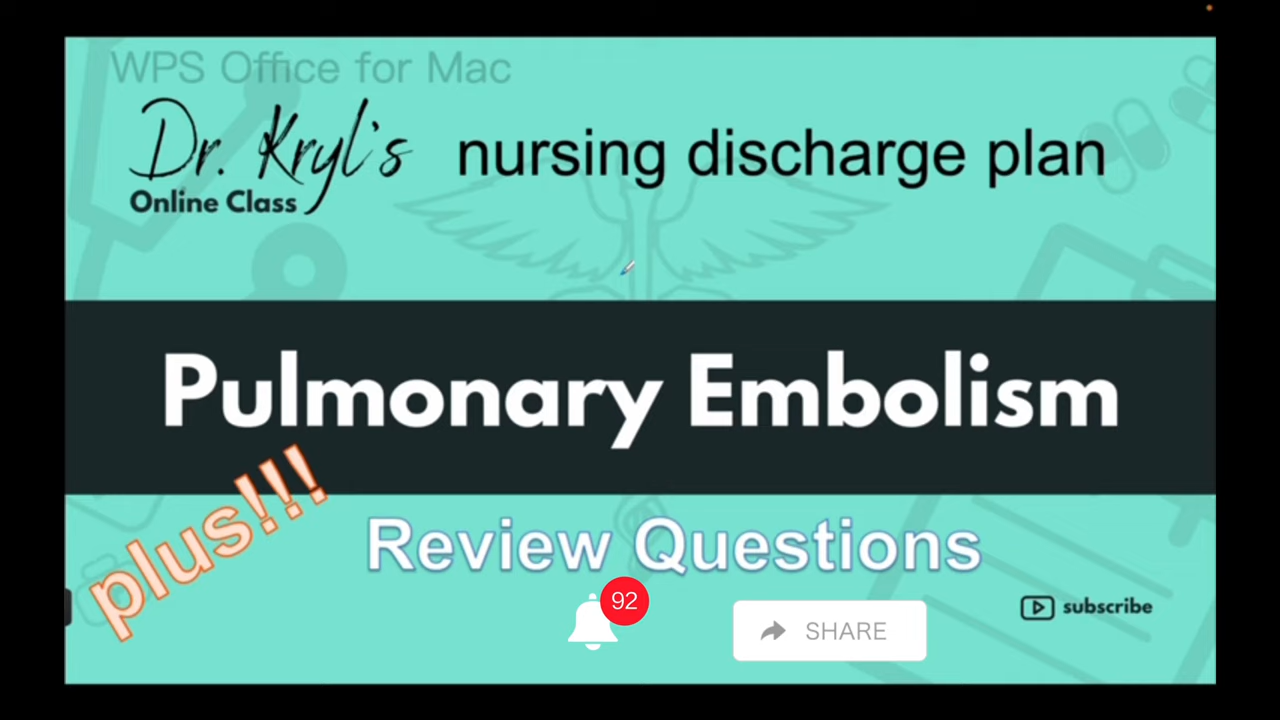 WPS Office for Mac
Dr. Kryl's nursing discharge plan
Online Class
Pulmonary Embolism
plus!!!
Review Questions
92
SHARE
subscribe